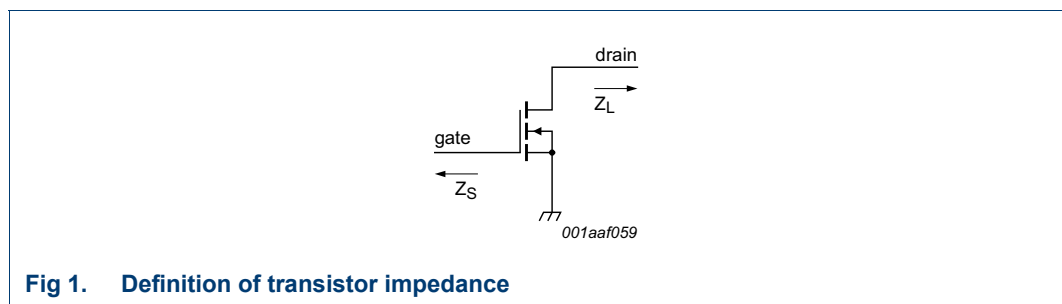 drain
Z_L
gate
Z_S
001aaf059
Fig 1. Definition of transistor impedance